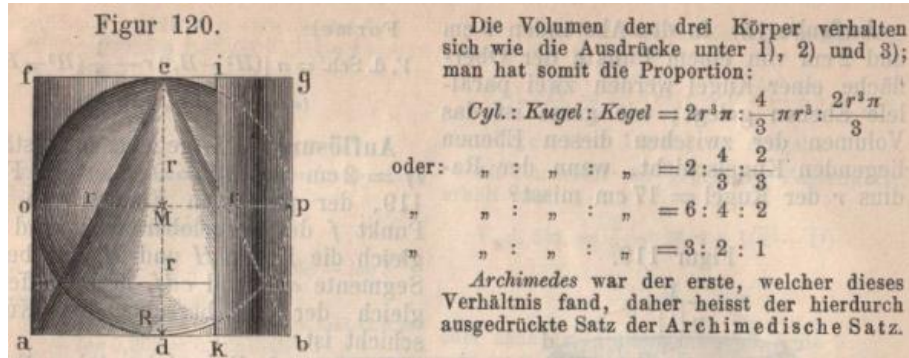 Figur 120.
f
e
i
g
r
o
r
M
r
p
r
R
a
d
k
b
Die Volumen der drei Körper verhalten
sich wie die Ausdrücke unter 1), 2) und 3);
man hat somit die Proportion:
Cyl. : Kugel : Kegel = 2r³π : 4/3 πr³ : 2r³π/3
oder: „ : „ : „ = 2 : 4/3 : 2/3
„ „ : „ : „ = 6 : 4 : 2
„ „ : „ : „ = 3 : 2 : 1
Archimedes war der erste, welcher dieses
Verhältnis fand, daher heisst der hierdurch
ausgedrückte Satz der Archimedische Satz.